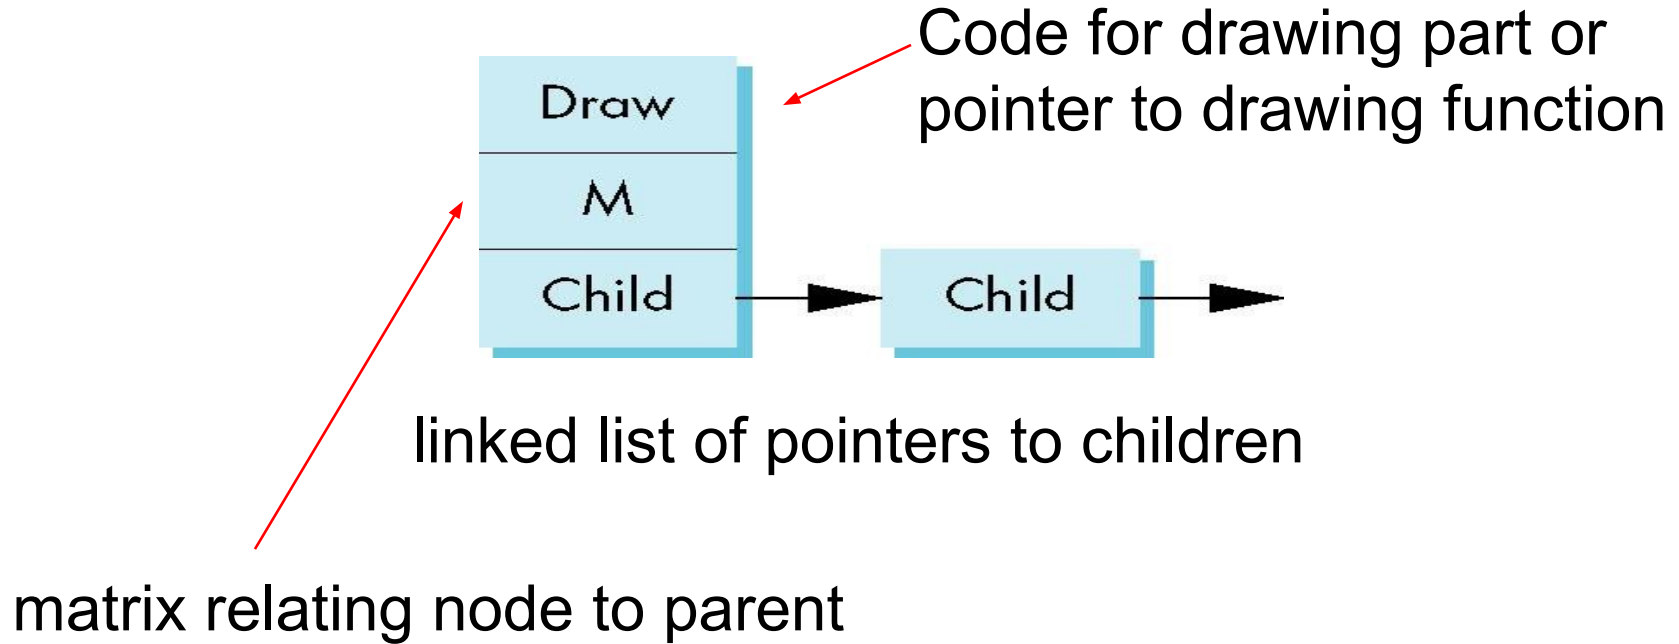 Code for drawing part or
pointer to drawing function
Draw
M
Child
Child
linked list of pointers to children
matrix relating node to parent